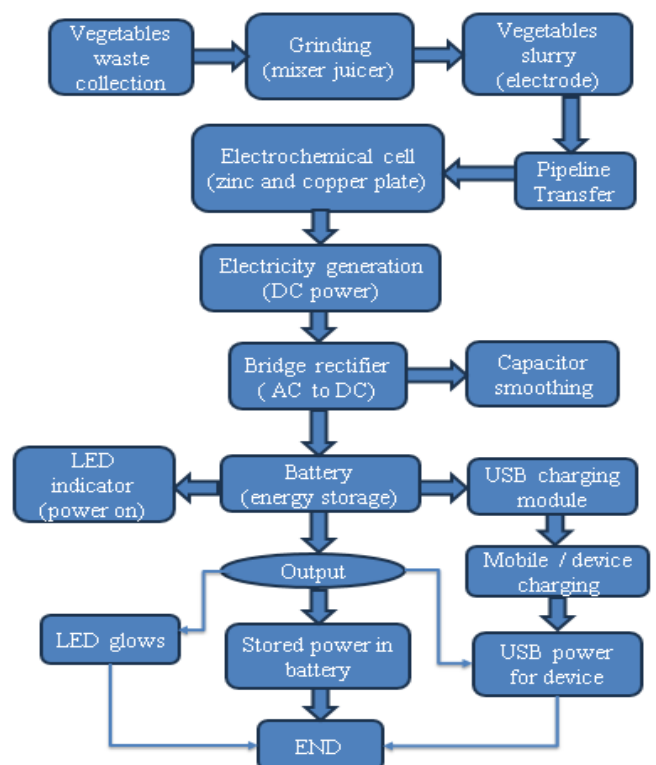 Vegetables
waste
collection
Grinding
(mixer juicer)
Vegetables
slurry
(electrode)
Electrochemical cell
(zinc and copper plate)
Pipeline
Transfer
Electricity generation
(DC power)
Bridge rectifier
( AC to DC)
Capacitor
smoothing
LED
indicator
(power on)
Battery
(energy storage)
USB charging
module
Output
Mobile / device
charging
LED glows
Stored power in
battery
USB power
for device
END